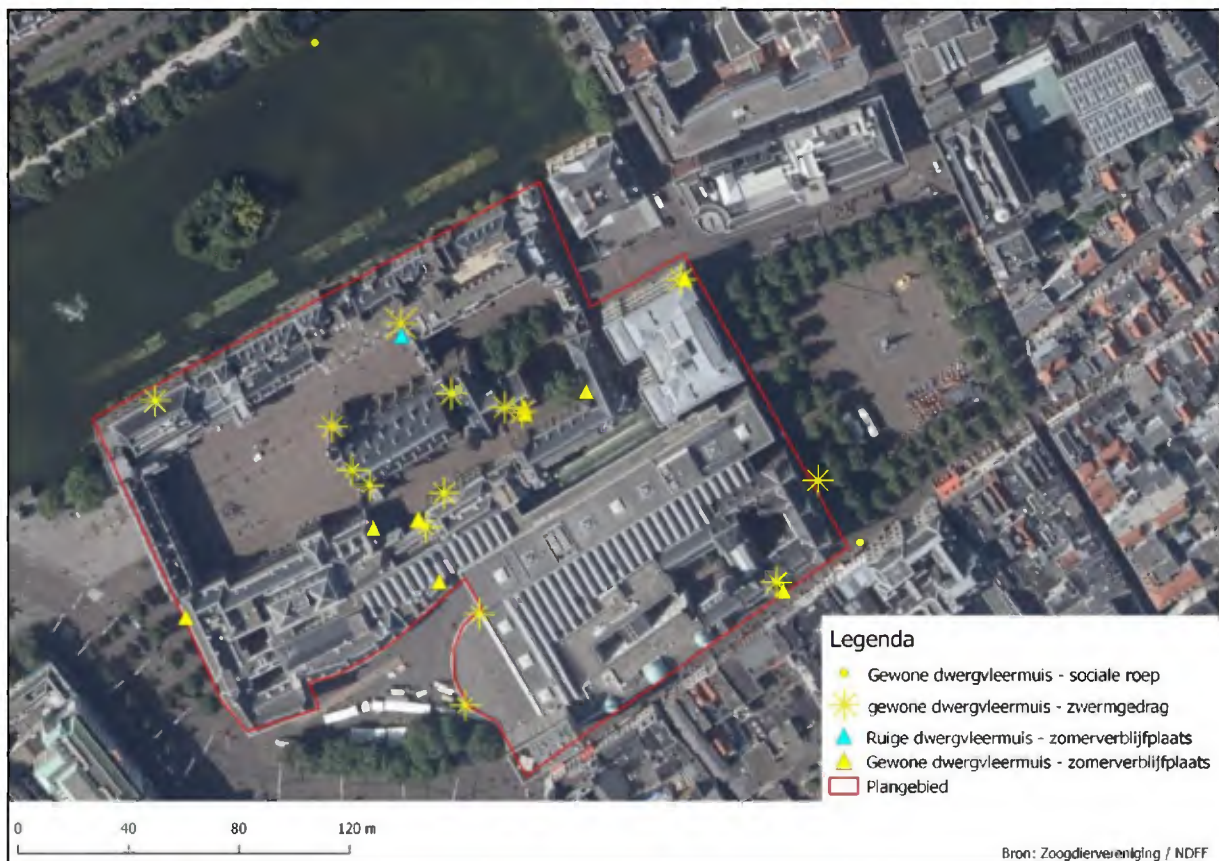 Legenda
Gewone dwergvleermuis - sociale roep
gewone dwergvleermuis - zwermgedrag
Ruige dwergvleermuis - zomerverblijfplaats
Gewone dwergvleermuis - zomerverblijfplaats
Plangebied
0 40 80 120 m
Bron: Zoogdiervereniging / NDFF